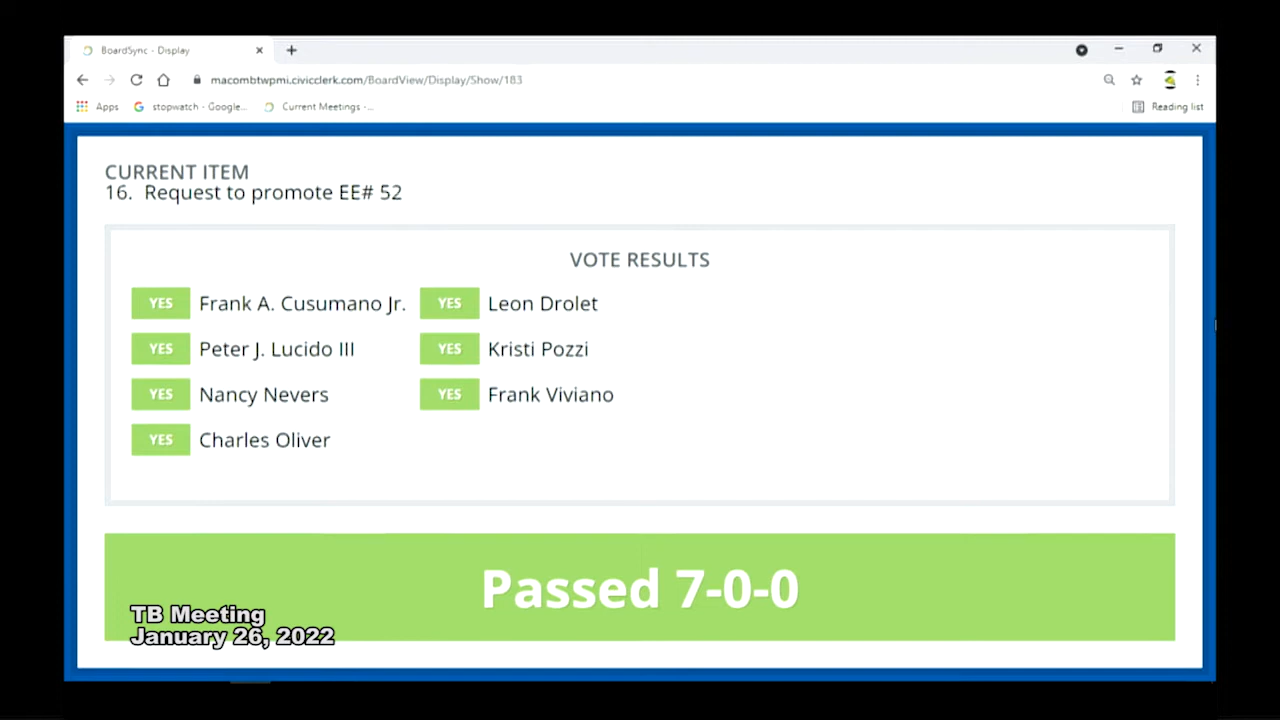 BoardSync - Display
macombtwpmi.civicclerk.com/BoardView/Display/Show/183
Apps stopwatch - Google... Current Meetings -... Reading list
CURRENT ITEM
16. Request to promote EE# 52
VOTE RESULTS
YES Frank A. Cusumano Jr. YES Leon Drolet
YES Peter J. Lucido III YES Kristi Pozzi
YES Nancy Nevers YES Frank Viviano
YES Charles Oliver
Passed 7-0-0
TB Meeting
January 26, 2022